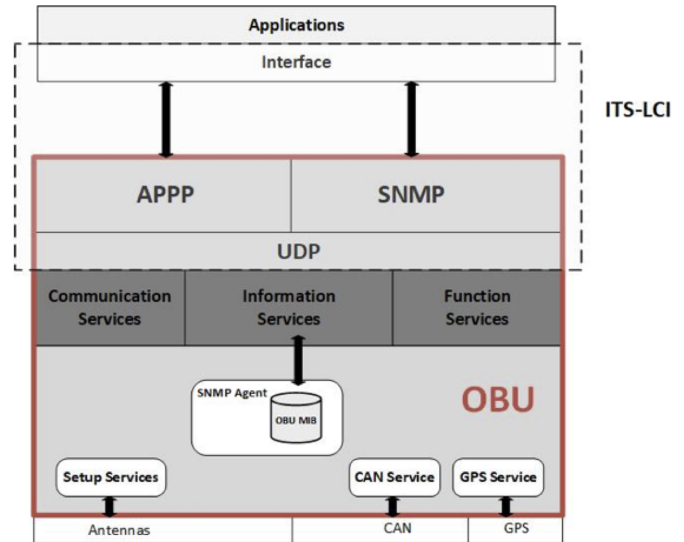 Applications
Interface
ITS-LCI
APPP
SNMP
UDP
Communication
Services
Information
Services
Function
Services
SNMP Agent
OBU MIB
OBU
Setup Services
CAN Service
GPS Service
Antennas
CAN
GPS